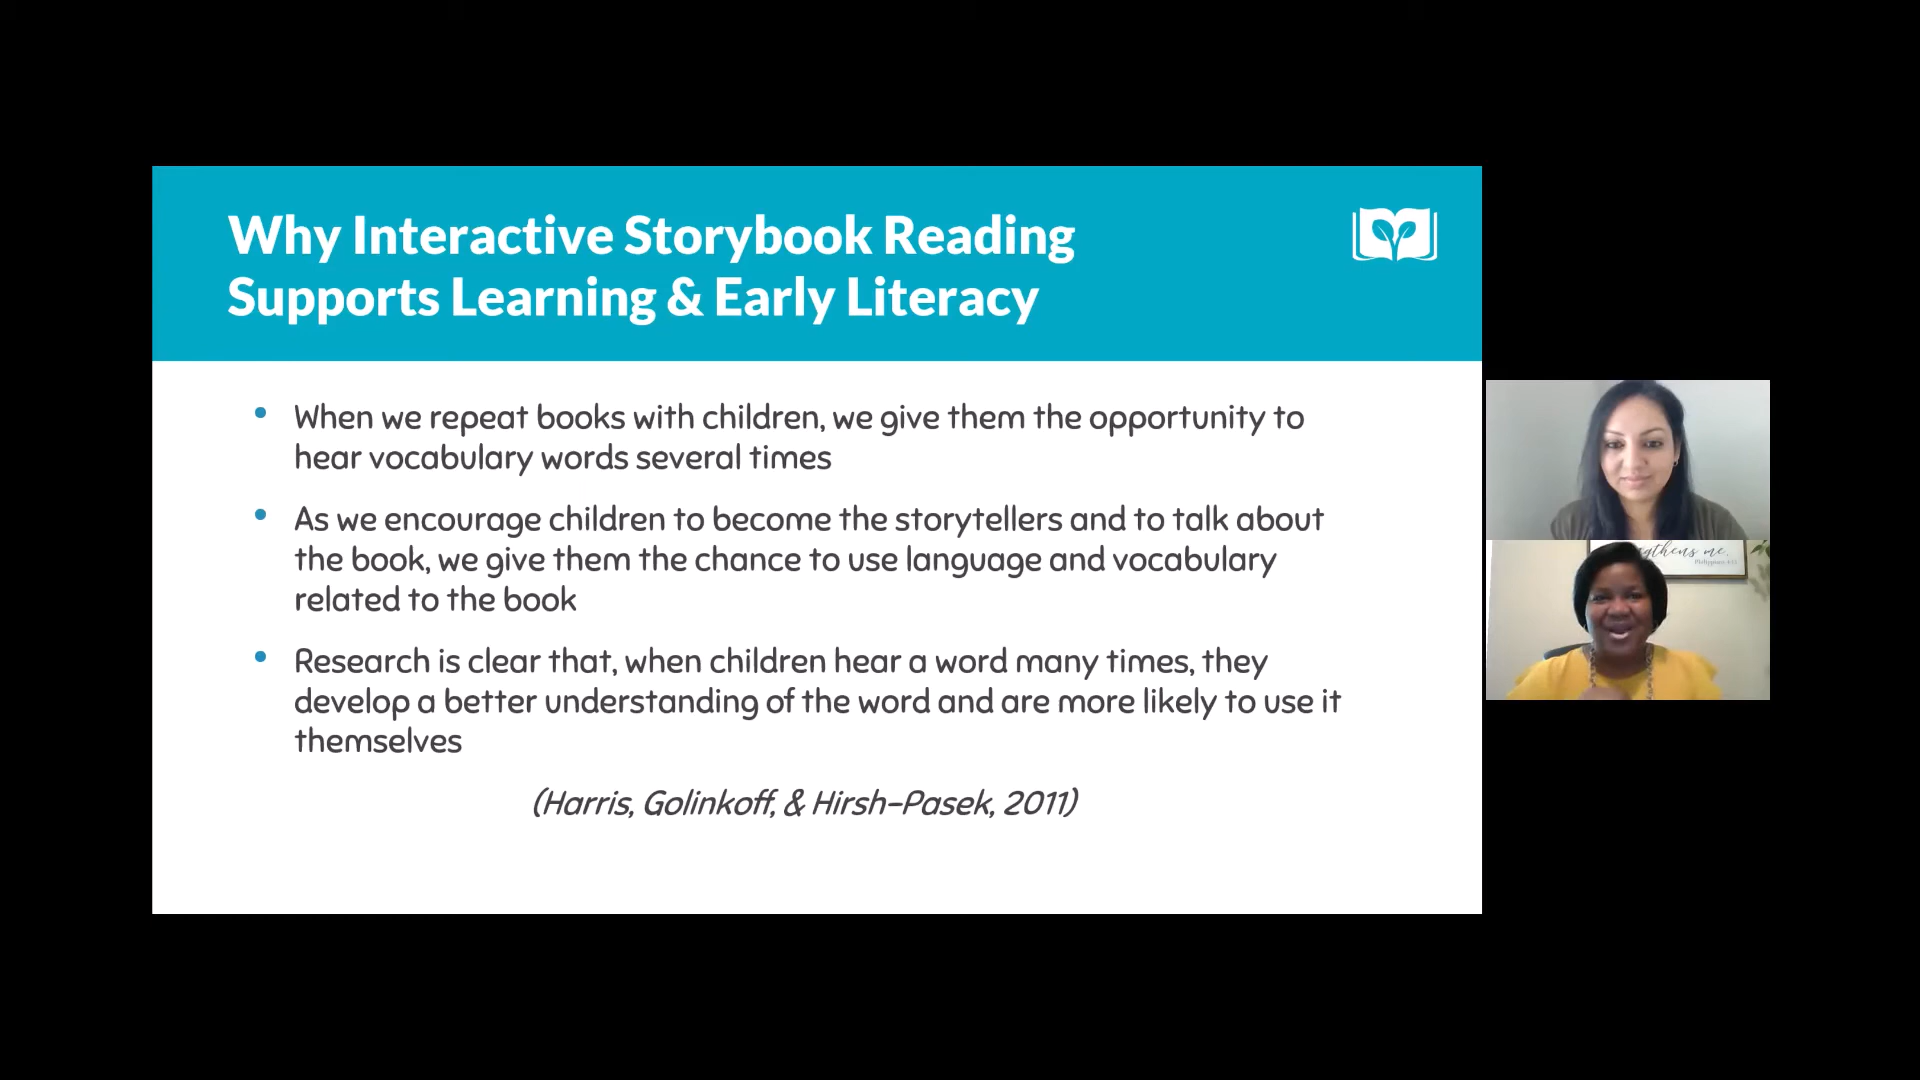 Why Interactive Storybook Reading
Supports Learning & Early Literacy
• When we repeat books with children, we give them the opportunity to
hear vocabulary words several times
• As we encourage children to become the storytellers and to talk about
the book, we give them the chance to use language and vocabulary
related to the book
• Research is clear that, when children hear a word many times, they
develop a better understanding of the word and are more likely to use it
themselves
(Harris, Golinkoff, & Hirsh-Pasek, 2011)
me.